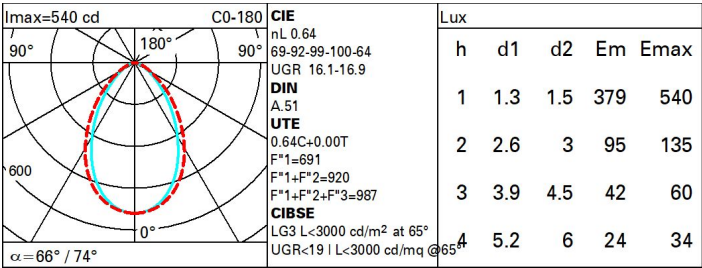 Imax=540 cd C0-180
90° 180° 90°
600
0°
α=66° / 74°
CIE
nL 0.64
69-92-99-100-64
UGR 16.1-16.9
DIN
A.51
UTE
0.64C+0.00T
F"1=691
F"1+F"2=920
F"1+F"2+F"3=987
CIBSE
LG3 L<3000 cd/m² at 65°
UGR<19 | L<3000 cd/mq @65°
Lux
h d1 d2 Em Emax
1 1.3 1.5 379 540
2 2.6 3 95 135
3 3.9 4.5 42 60
4 5.2 6 24 34